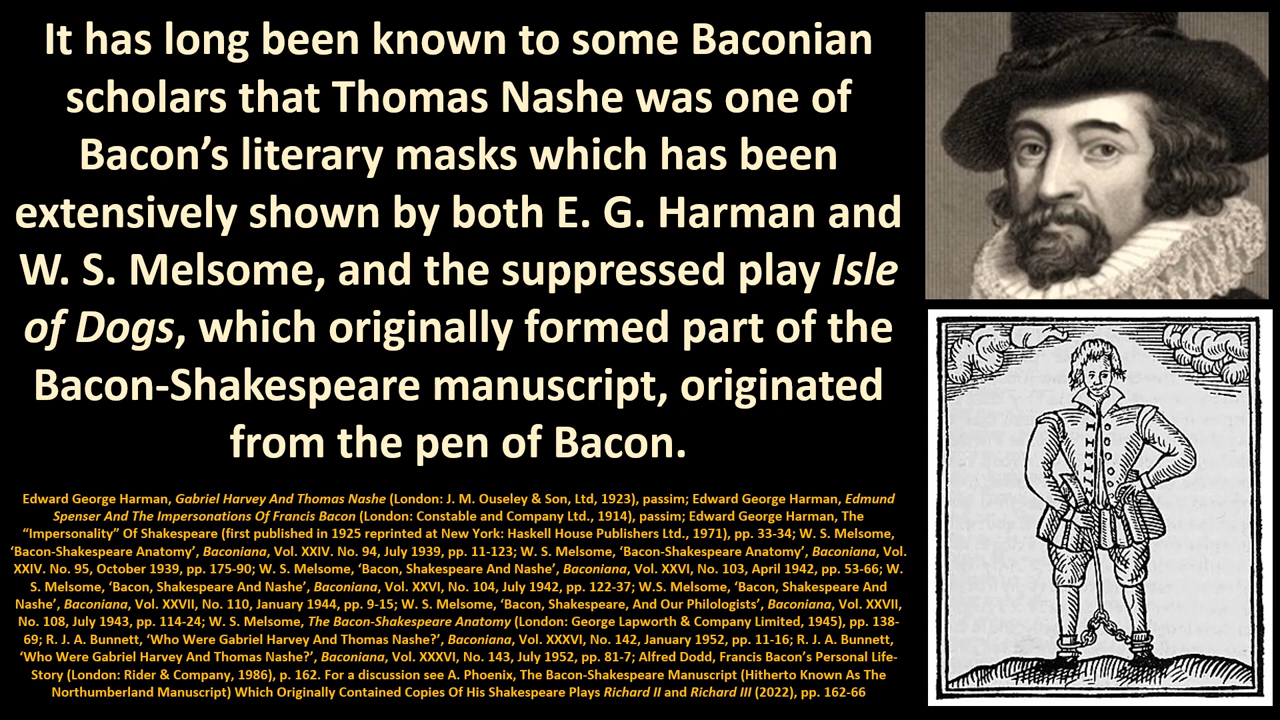 It has long been known to some Baconian
scholars that Thomas Nashe was one of
Bacon’s literary masks which has been
extensively shown by both E. G. Harman and
W. S. Melsome, and the suppressed play Isle
of Dogs, which originally formed part of the
Bacon-Shakespeare manuscript, originated
from the pen of Bacon.
Edward George Harman, Gabriel Harvey And Thomas Nashe (London: J. M. Ouseley & Son, Ltd, 1923), passim; Edward George Harman, Edmund
Spenser And The Impersonations Of Francis Bacon (London: Constable and Company Ltd., 1914), passim; Edward George Harman, The
“Impersonality” Of Shakespeare (first published in 1925 reprinted at New York: Haskell House Publishers Ltd., 1971), pp. 33-34; W. S. Melsome,
‘Bacon-Shakespeare Anatomy’, Baconiana, Vol. XXIV. No. 94, July 1939, pp. 11-123; W. S. Melsome, ‘Bacon-Shakespeare Anatomy’, Baconiana, Vol.
XXIV. No. 95, October 1939, pp. 175-90; W. S. Melsome, ‘Bacon, Shakespeare And Nashe’, Baconiana, Vol. XXVI, No. 103, April 1942, pp. 53-66; W.
S. Melsome, ‘Bacon, Shakespeare And Nashe’, Baconiana, Vol. XXVI, No. 104, July 1942, pp. 122-37; W.S. Melsome, ‘Bacon, Shakespeare And
Nashe’, Baconiana, Vol. XXVII, No. 110, January 1944, pp. 9-15; W. S. Melsome, ‘Bacon, Shakespeare, And Our Philologists’, Baconiana, Vol. XXVII,
No. 108, July 1943, pp. 114-24; W. S. Melsome, The Bacon-Shakespeare Anatomy (London: George Lapworth & Company Limited, 1945), pp. 138-
69; R. J. A. Bunnett, ‘Who Were Gabriel Harvey And Thomas Nashe?’, Baconiana, Vol. XXXVI, No. 142, January 1952, pp. 11-16; R. J. A. Bunnett,
‘Who Were Gabriel Harvey And Thomas Nashe?’, Baconiana, Vol. XXXVI, No. 143, July 1952, pp. 81-7; Alfred Dodd, Francis Bacon’s Personal Life-
Story (London: Rider & Company, 1986), p. 162. For a discussion see A. Phoenix, The Bacon-Shakespeare Manuscript (Hitherto Known As The
Northumberland Manuscript) Which Originally Contained Copies Of His Shakespeare Plays Richard II and Richard III (2022), pp. 162-66